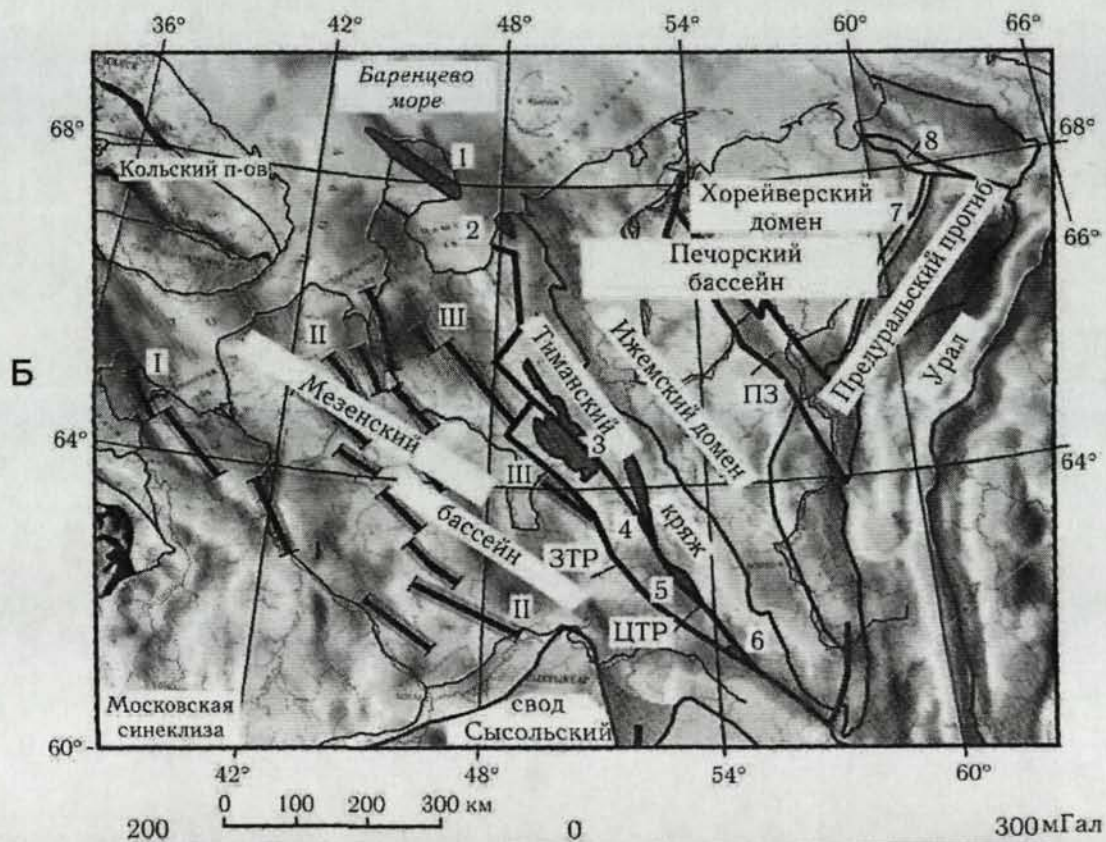 36° 42° 48° 54° 60° 66°
Баренцево
море
68°
68°
Кольский п-ов
1
8
Хорейверский
домен
7
2
66°
Печорский
бассейн
Предуральский прогиб
III
II
Тиманский
Ижемский домен
Урал
Б
I
Мезенский
ПЗ
64°
3
64°
III
бассейн
4
кряж
ЗТР
5
II
ЦТР
6
Московская
синеклиза
свод
Сысольский
60°
42° 48° 54° 60°
0 100 200 300 км
200 0 300 мГал